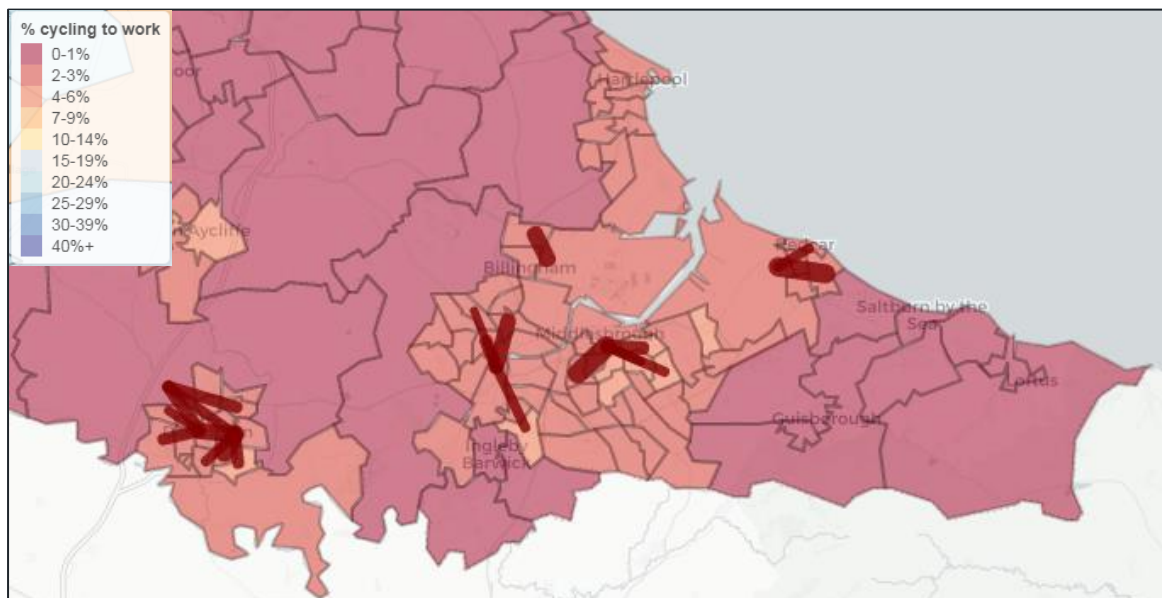 % cycling to work
0-1%
2-3%
4-6%
7-9%
10-14%
15-19%
20-24%
25-29%
30-39%
40%+
Hartlepool
Aycliffe
Billingham
Redcar
Saltburn by the
Sea
Middlesbrough
Loftus
Guisborough
Ingleby
Barwick